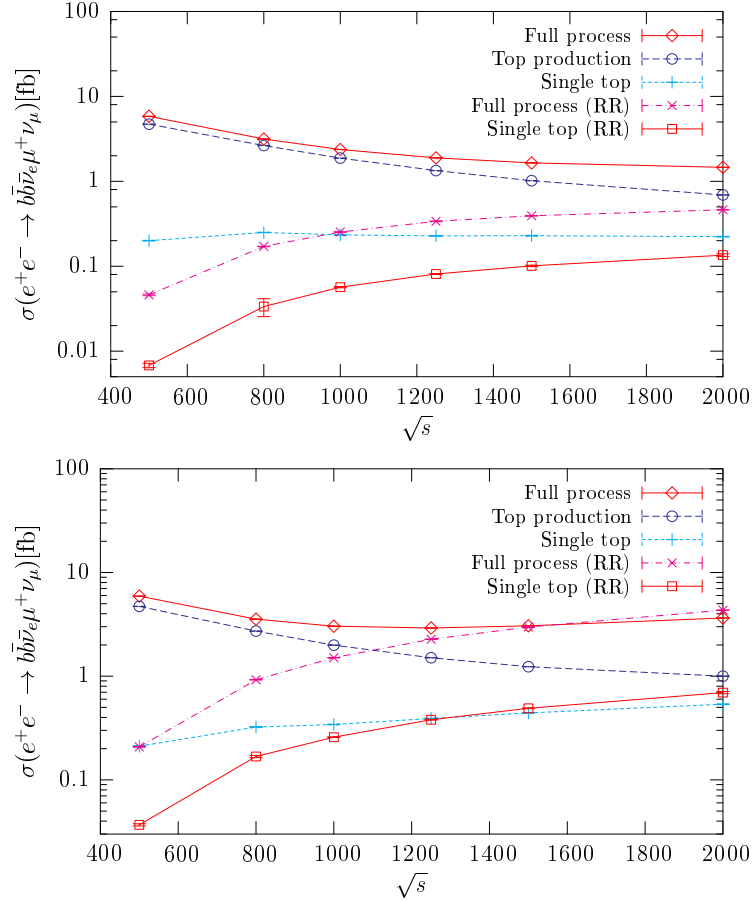 100
10
1
0.1
0.01
σ(e⁺e⁻ → bb̄ν̄ₑμ⁺ν_μ)[fb]
Full process
Top production
Single top
Full process (RR)
Single top (RR)
400 600 800 1000 1200 1400 1600 1800 2000
√s
100
10
1
0.1
σ(e⁺e⁻ → bb̄ν̄ₑμ⁺ν_μ)[fb]
Full process
Top production
Single top
Full process (RR)
Single top (RR)
400 600 800 1000 1200 1400 1600 1800 2000
√s